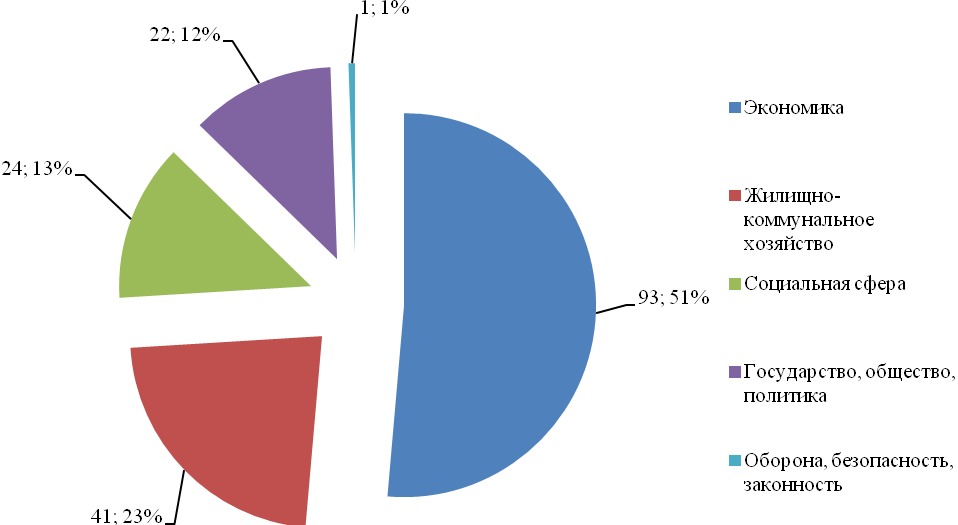 1; 1%
22; 12%
24; 13%
93; 51%
41; 23%
Экономика
Жилищно-
коммунальное
хозяйство
Социальная сфера
Государство, общество,
политика
Оборона, безопасность,
законность